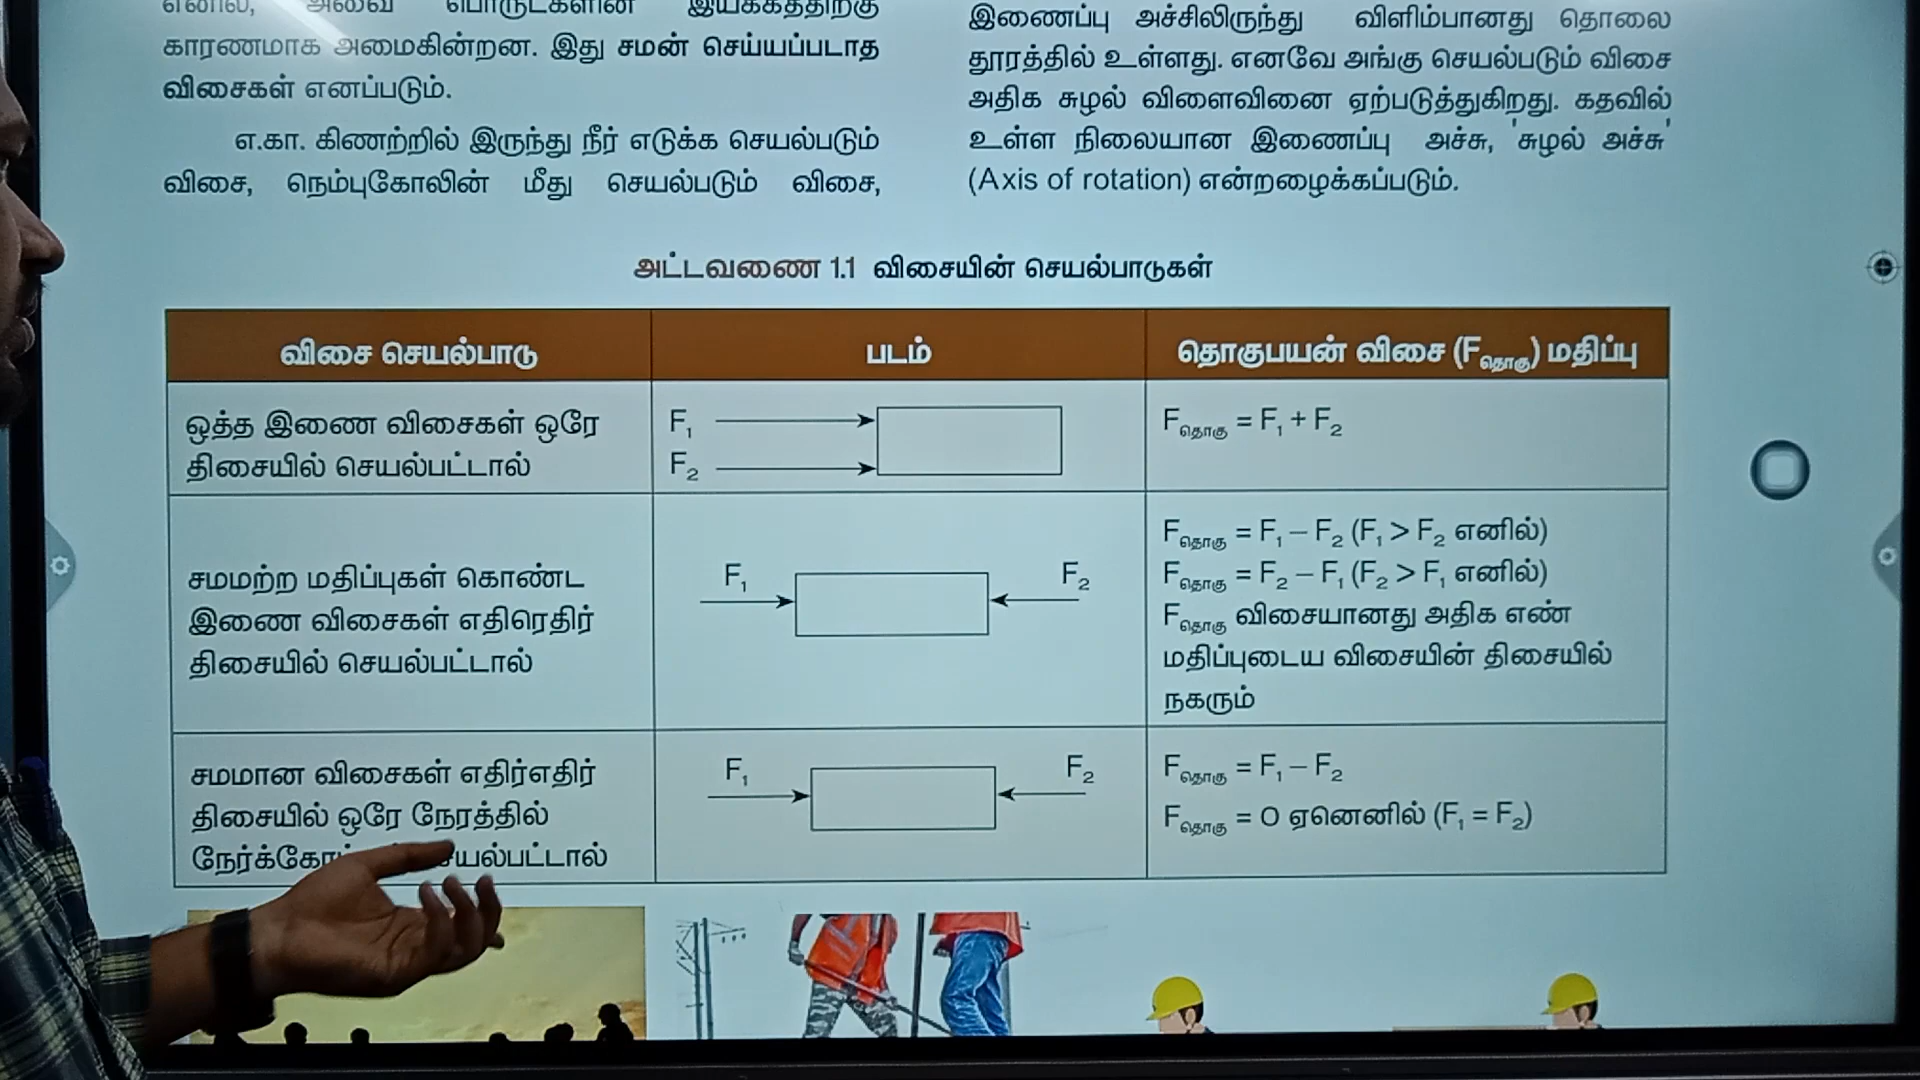 எனில், அவை பொருட்களின் இயக்கத்திற்கு
காரணமாக அமைகின்றன. இது சமன் செய்யப்படாத
விசைகள் எனப்படும்.
எ.கா. கிணற்றில் இருந்து நீர் எடுக்க செயல்படும்
விசை, நெம்புகோலின் மீது செயல்படும் விசை,
இணைப்பு அச்சிலிருந்து விளிம்பானது தொலை
தூரத்தில் உள்ளது. எனவே அங்கு செயல்படும் விசை
அதிக சுழல் விளைவினை ஏற்படுத்துகிறது. கதவில்
உள்ள நிலையான இணைப்பு அச்சு, 'சுழல் அச்சு'
(Axis of rotation) என்றழைக்கப்படும்.
அட்டவணை 1.1 விசையின் செயல்பாடுகள்
விசை செயல்பாடு
படம்
தொகுபயன் விசை (Fதொகு) மதிப்பு
ஒத்த இணை விசைகள் ஒரே
திசையில் செயல்பட்டால்
F₁
F₂
Fதொகு = F₁ + F₂
சமமற்ற மதிப்புகள் கொண்ட
இணை விசைகள் எதிரெதிர்
திசையில் செயல்பட்டால்
F₁
F₂
Fதொகு = F₁ – F₂ (F₁ > F₂ எனில்)
Fதொகு = F₂ – F₁ (F₂ > F₁ எனில்)
Fதொகு விசையானது அதிக எண்
மதிப்புடைய விசையின் திசையில்
நகரும்
சமமான விசைகள் எதிர்எதிர்
திசையில் ஒரே நேரத்தில்
செயல்பட்டால்
F₁
F₂
Fதொகு = F₁ – F₂
Fதொகு = 0 ஏனெனில் (F₁ = F₂)